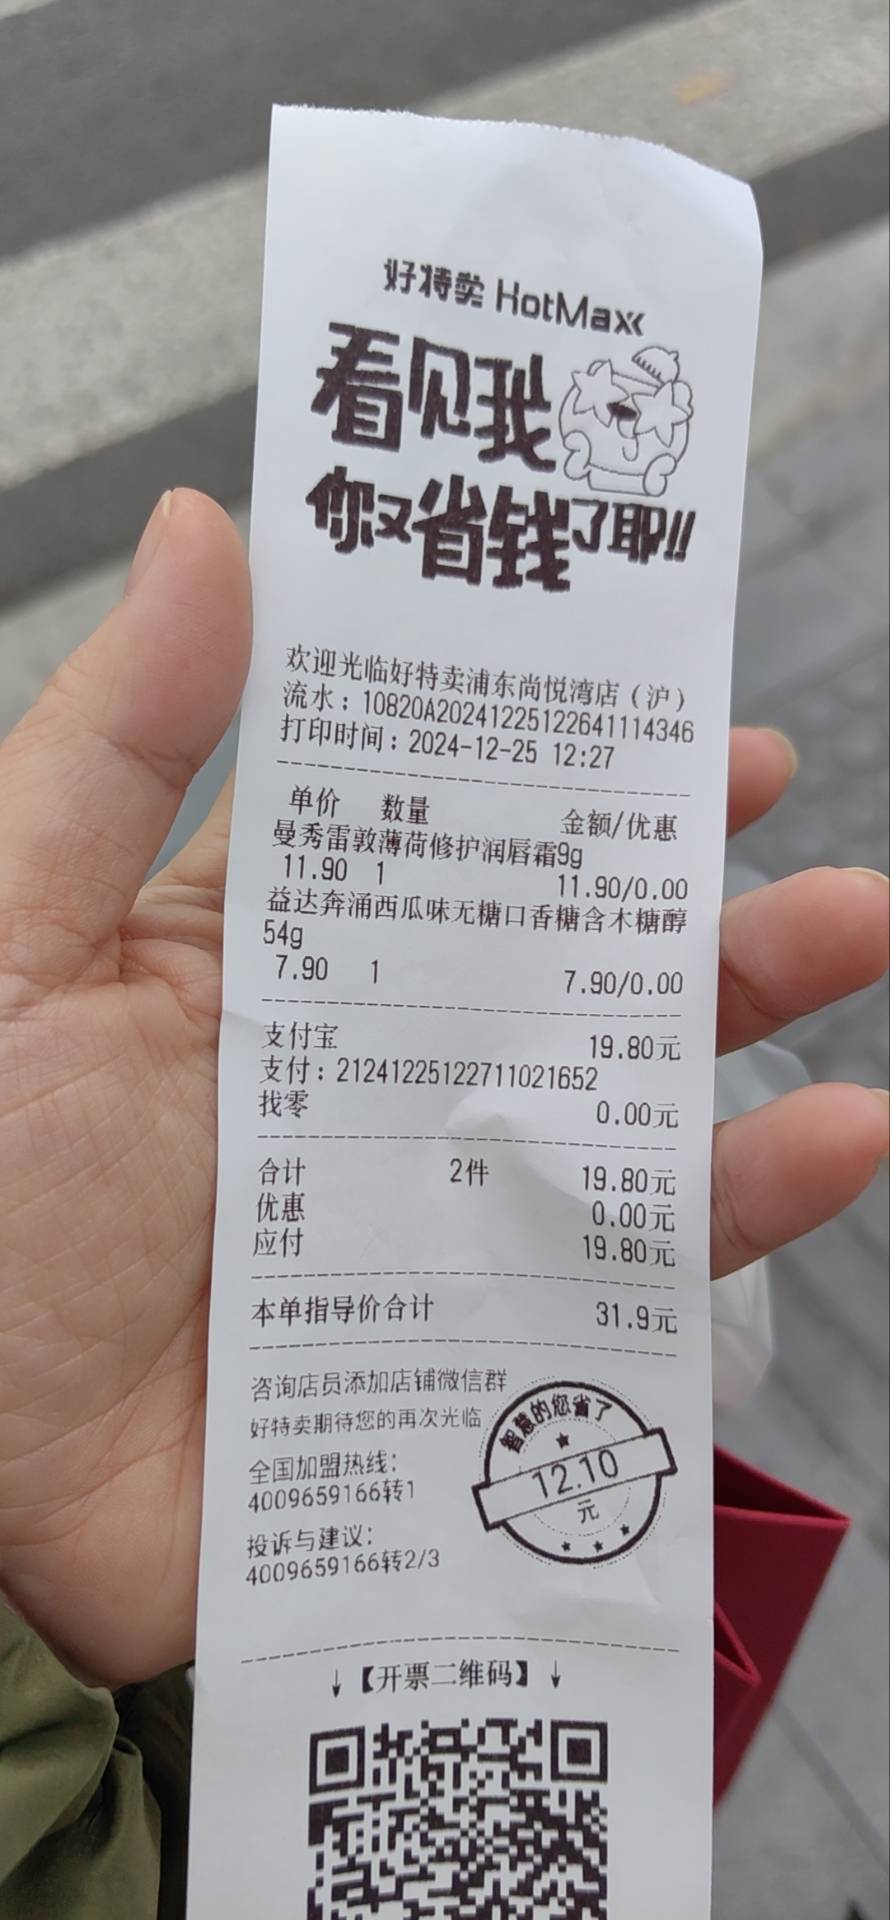 好特卖 HotMaxx
看见我
你又省钱了耶!!
欢迎光临好特卖浦东尚悦湾店（沪）
流水：10820A202412251226411​14346
打印时间：2024-12-25 12:27
单价 数量 金额/优惠
曼秀雷敦薄荷修护润唇霜9g
11.90 1 11.90/0.00
益达奔涌西瓜味无糖口香糖含木糖醇
54g
7.90 1 7.90/0.00
支付宝 19.80元
支付：21241225122711021652
找零 0.00元
合计 2件 19.80元
优惠 0.00元
应付 19.80元
本单指导价合计 31.9元
咨询店员添加店铺微信群
好特卖期待您的再次光临
全国加盟热线：
4009659166转1
投诉与建议：
4009659166转2/3
智慧的您省了
12.10
元
↓【开票二维码】↓